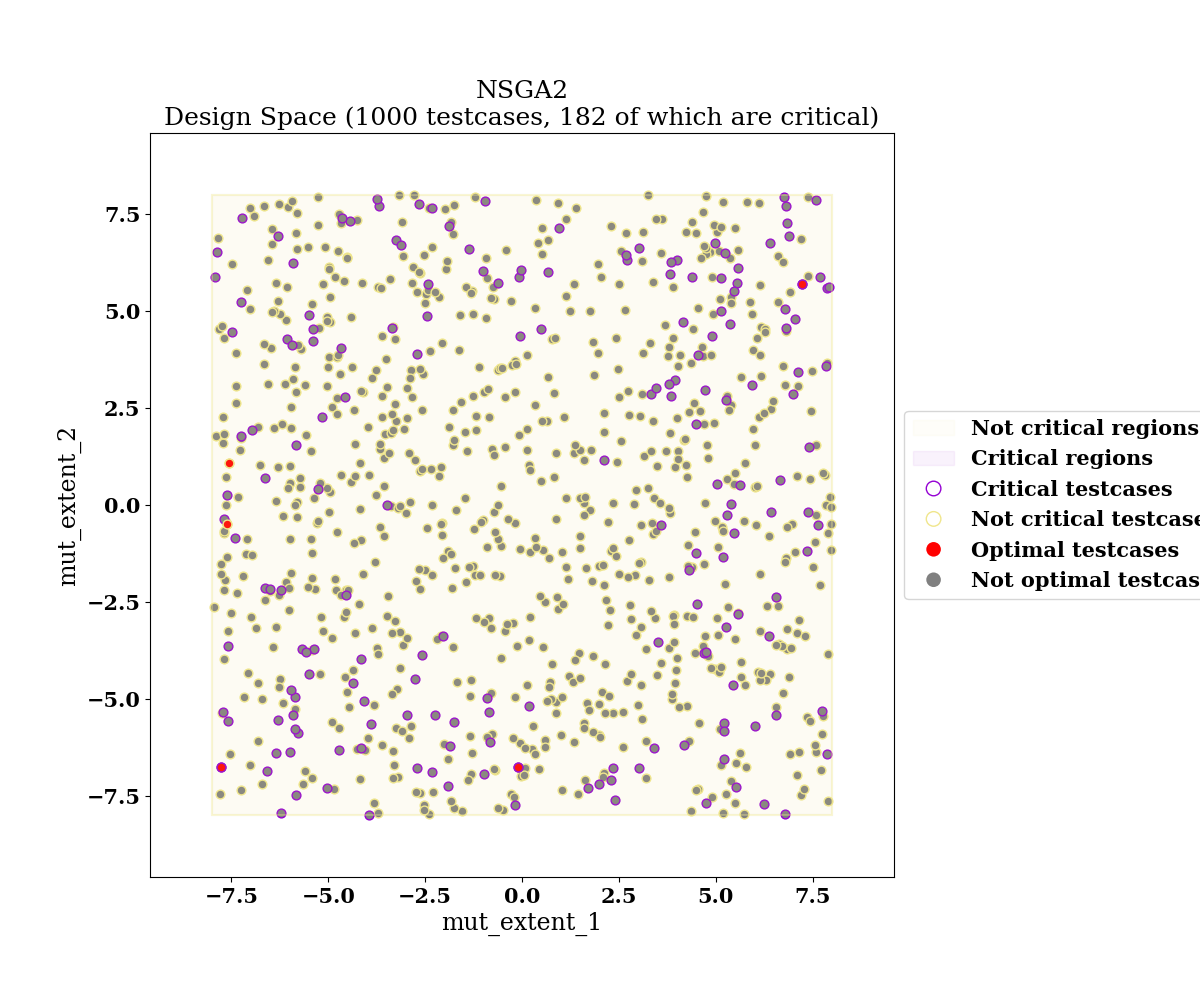 NSGA2
Design Space (1000 testcases, 182 of which are critical)
7.5
5.0
2.5
0.0
−2.5
−5.0
−7.5
mut_extent_2
−7.5 −5.0 −2.5 0.0 2.5 5.0 7.5
mut_extent_1
Not critical regions
Critical regions
Critical testcases
Not critical testcase
Optimal testcases
Not optimal testcas